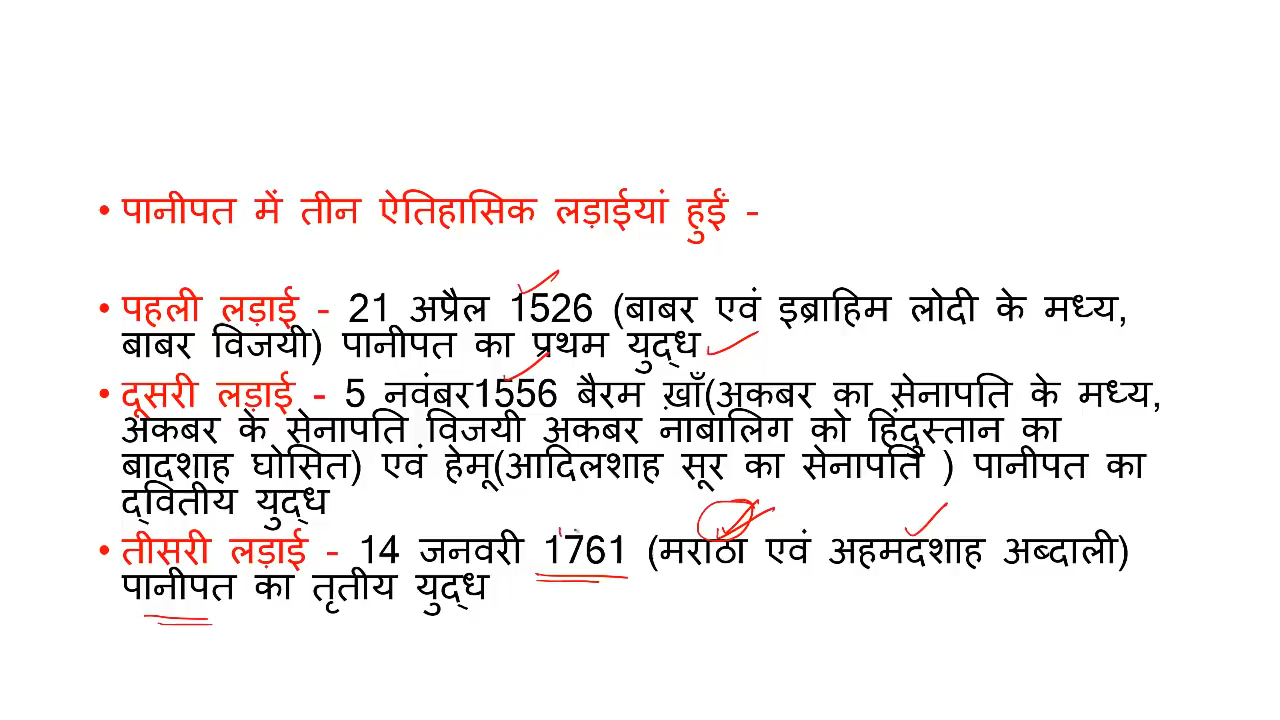 • पानीपत में तीन ऐतिहासिक लड़ाईयां हुईं -
• पहली लड़ाई - 21 अप्रैल 1526 (बाबर एवं इब्राहिम लोदी के मध्य,
बाबर विजयी) पानीपत का प्रथम युद्ध
• दूसरी लड़ाई - 5 नवंबर1556 बैरम ख़ाँ(अकबर का सेनापति के मध्य,
अकबर के सेनापति विजयी अकबर नाबालिग को हिंदुस्तान का
बादशाह घोसित) एवं हेमू(आदिलशाह सूर का सेनापति ) पानीपत का
द्वितीय युद्ध
• तीसरी लड़ाई - 14 जनवरी 1761 (मराठा एवं अहमदशाह अब्दाली)
पानीपत का तृतीय युद्ध